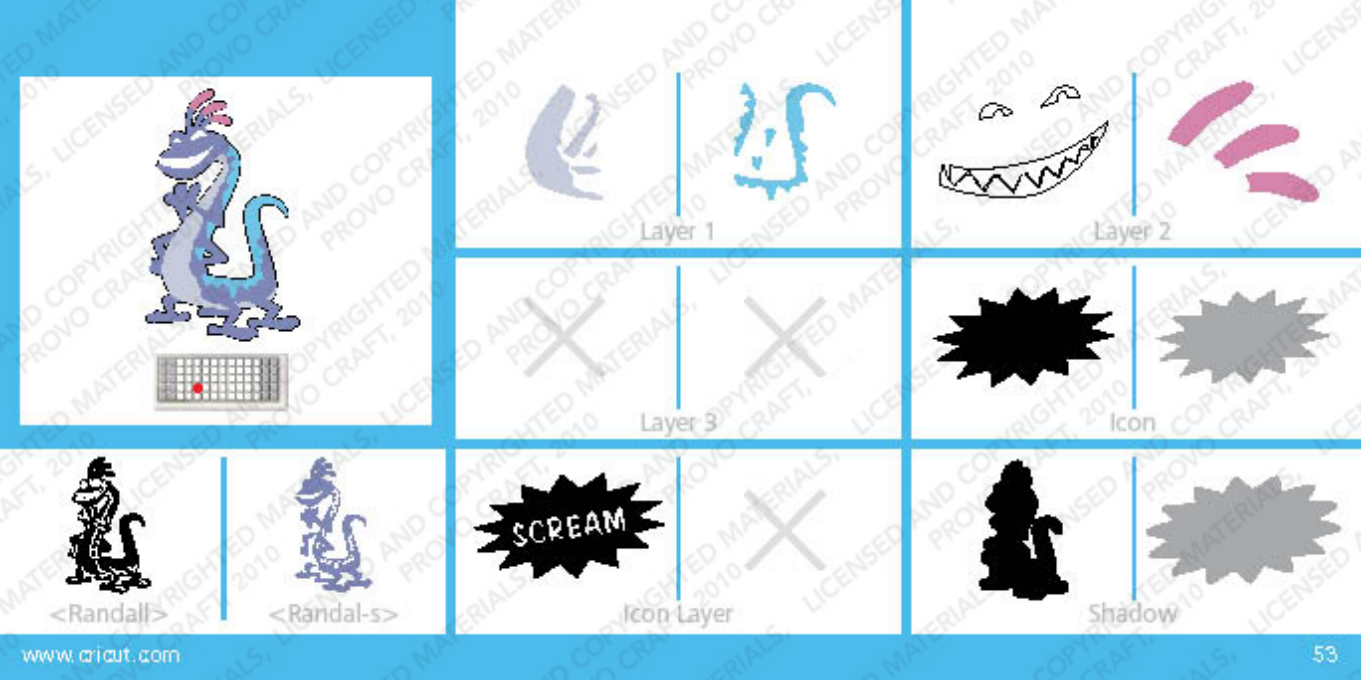 Layer 1
Layer 2
Layer 3
Icon
<Randall>
<Randal-s>
SCREAM
Icon Layer
Shadow
www.cricut.com
53
LICENSED AND COPYRIGHTED MATERIALS, PROVO CRAFT, 2010